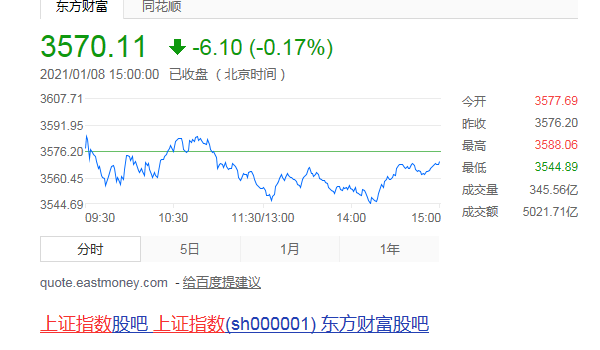 东方财富 同花顺
3570.11 -6.10 (-0.17%)
2021/01/08 15:00:00 已收盘 (北京时间)
3607.71
3591.95
3576.20
3560.45
3544.69
09:30 10:30 11:30/13:00 14:00 15:00
今开 3577.69
昨收 3576.20
最高 3588.06
最低 3544.89
成交量 345.56亿
成交额 5021.71亿
分时 5日 1月 1年
quote.eastmoney.com - 给百度提建议
上证指数股吧_上证指数(sh000001)_东方财富股吧